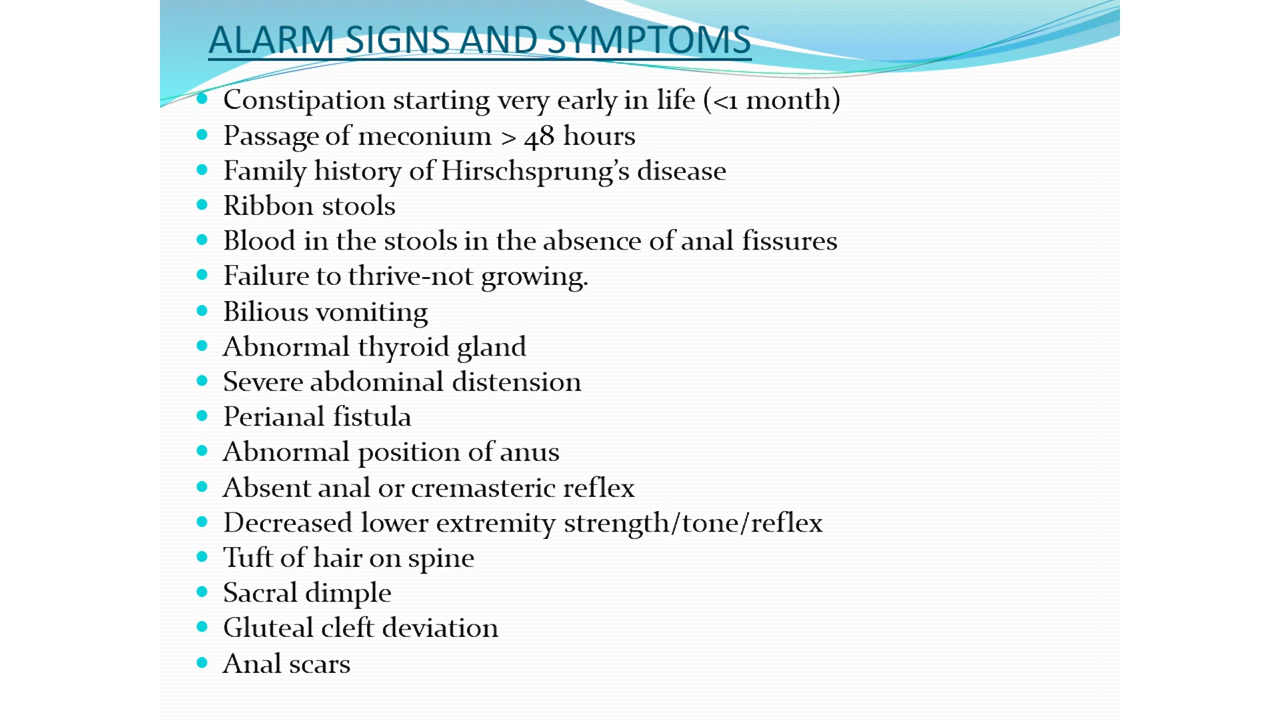 ALARM SIGNS AND SYMPTOMS
Constipation starting very early in life (<1 month)
Passage of meconium > 48 hours
Family history of Hirschsprung’s disease
Ribbon stools
Blood in the stools in the absence of anal fissures
Failure to thrive-not growing.
Bilious vomiting
Abnormal thyroid gland
Severe abdominal distension
Perianal fistula
Abnormal position of anus
Absent anal or cremasteric reflex
Decreased lower extremity strength/tone/reflex
Tuft of hair on spine
Sacral dimple
Gluteal cleft deviation
Anal scars